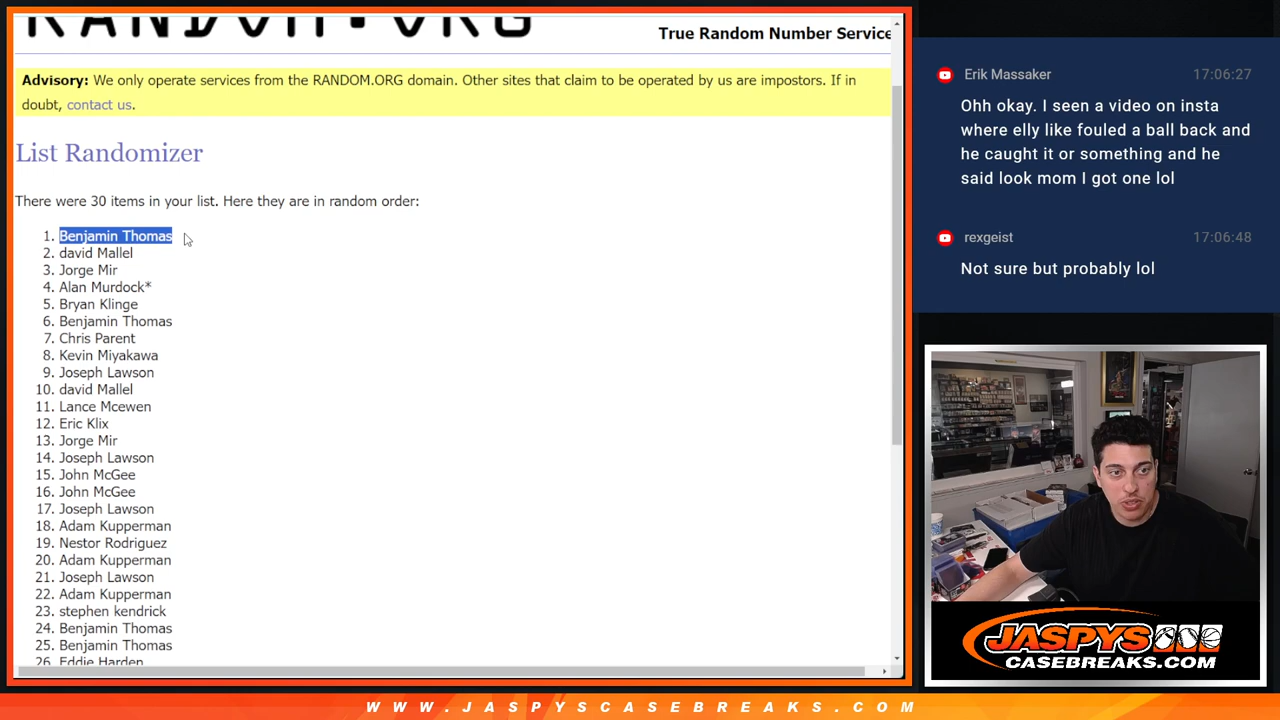 RANDOM.ORG
True Random Number Service
Advisory: We only operate services from the RANDOM.ORG domain. Other sites that claim to be operated by us are impostors. If in
doubt, contact us.
List Randomizer
There were 30 items in your list. Here they are in random order:
1. Benjamin Thomas
2. david Mallel
3. Jorge Mir
4. Alan Murdock*
5. Bryan Klinge
6. Benjamin Thomas
7. Chris Parent
8. Kevin Miyakawa
9. Joseph Lawson
10. david Mallel
11. Lance Mcewen
12. Eric Klix
13. Jorge Mir
14. Joseph Lawson
15. John McGee
16. John McGee
17. Joseph Lawson
18. Adam Kupperman
19. Nestor Rodriguez
20. Adam Kupperman
21. Joseph Lawson
22. Adam Kupperman
23. stephen kendrick
24. Benjamin Thomas
25. Benjamin Thomas
26. Eddie Harden
Erik Massaker 17:06:27
Ohh okay. I seen a video on insta
where elly like fouled a ball back and
he caught it or something and he
said look mom I got one lol
rexgeist 17:06:48
Not sure but probably lol
JASPYS
CASEBREAKS.COM
WWW.JASPYSCASEBREAKS.COM